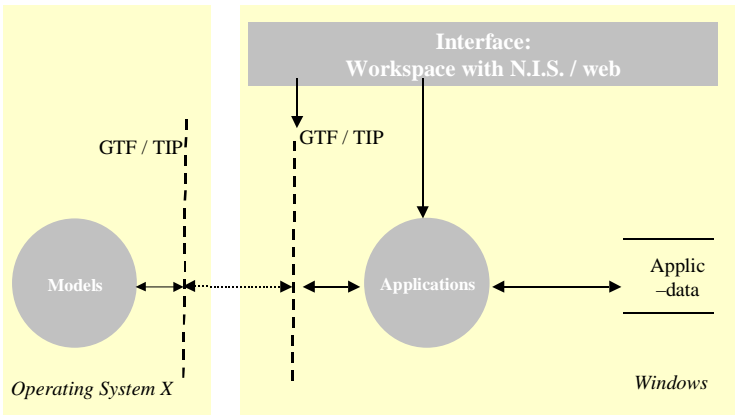 Interface:
Workspace with N.I.S. / web
GTF / TIP
GTF / TIP
Models
Applications
Applic
–data
Operating System X
Windows